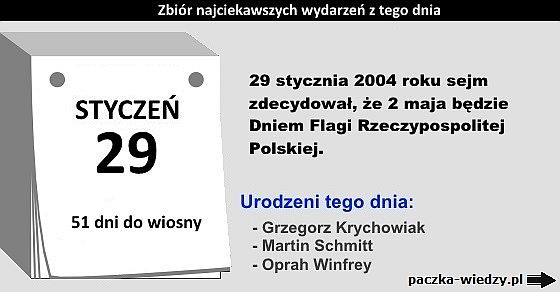 Zbiór najciekawszych wydarzeń z tego dnia
STYCZEŃ
29
51 dni do wiosny
29 stycznia 2004 roku sejm
zdecydował, że 2 maja będzie
Dniem Flagi Rzeczypospolitej
Polskiej.
Urodzeni tego dnia:
- Grzegorz Krychowiak
- Martin Schmitt
- Oprah Winfrey
paczka-wiedzy.pl